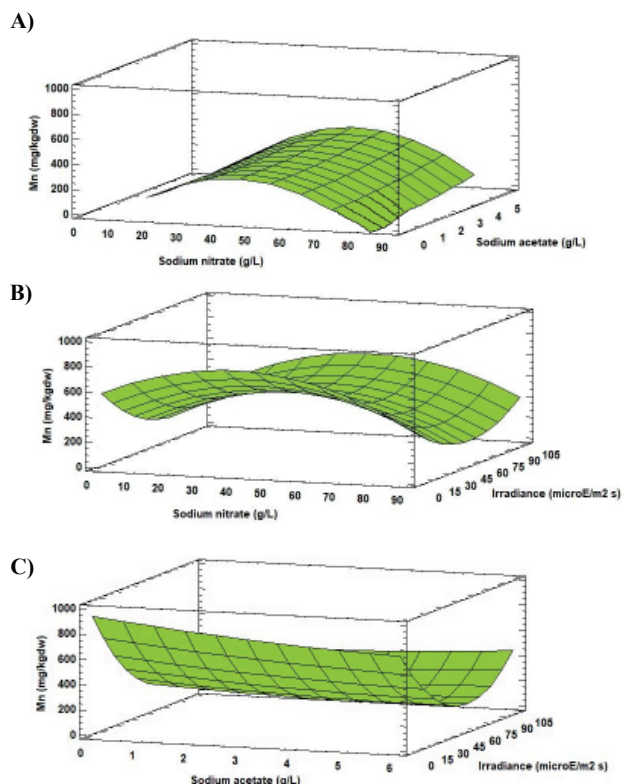 A)
1000
800
600
400
200
0
Mn (mg/kgdw)
0 10 20 30 40 50 60 70 80 90
Sodium nitrate (g/L)
0 1 2 3 4 5
Sodium acetate (g/L)
B)
1000
800
600
400
200
0
Mn (mg/kgdw)
0 10 20 30 40 50 60 70 80 90
Sodium nitrate (g/L)
0 15 30 45 60 75 90 105
Irradiance (microE/m2 s)
C)
1000
800
600
400
200
0
Mn (mg/kgdw)
0 1 2 3 4 5 6
Sodium acetate (g/L)
0 15 30 45 60 75 90 105
Irradiance (microE/m2 s)